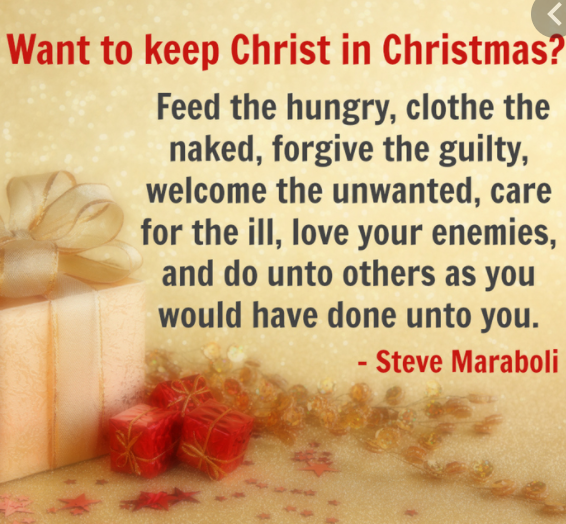 Want to keep Christ in Christmas?
Feed the hungry, clothe the
naked, forgive the guilty,
welcome the unwanted, care
for the ill, love your enemies,
and do unto others as you
would have done unto you.
- Steve Maraboli